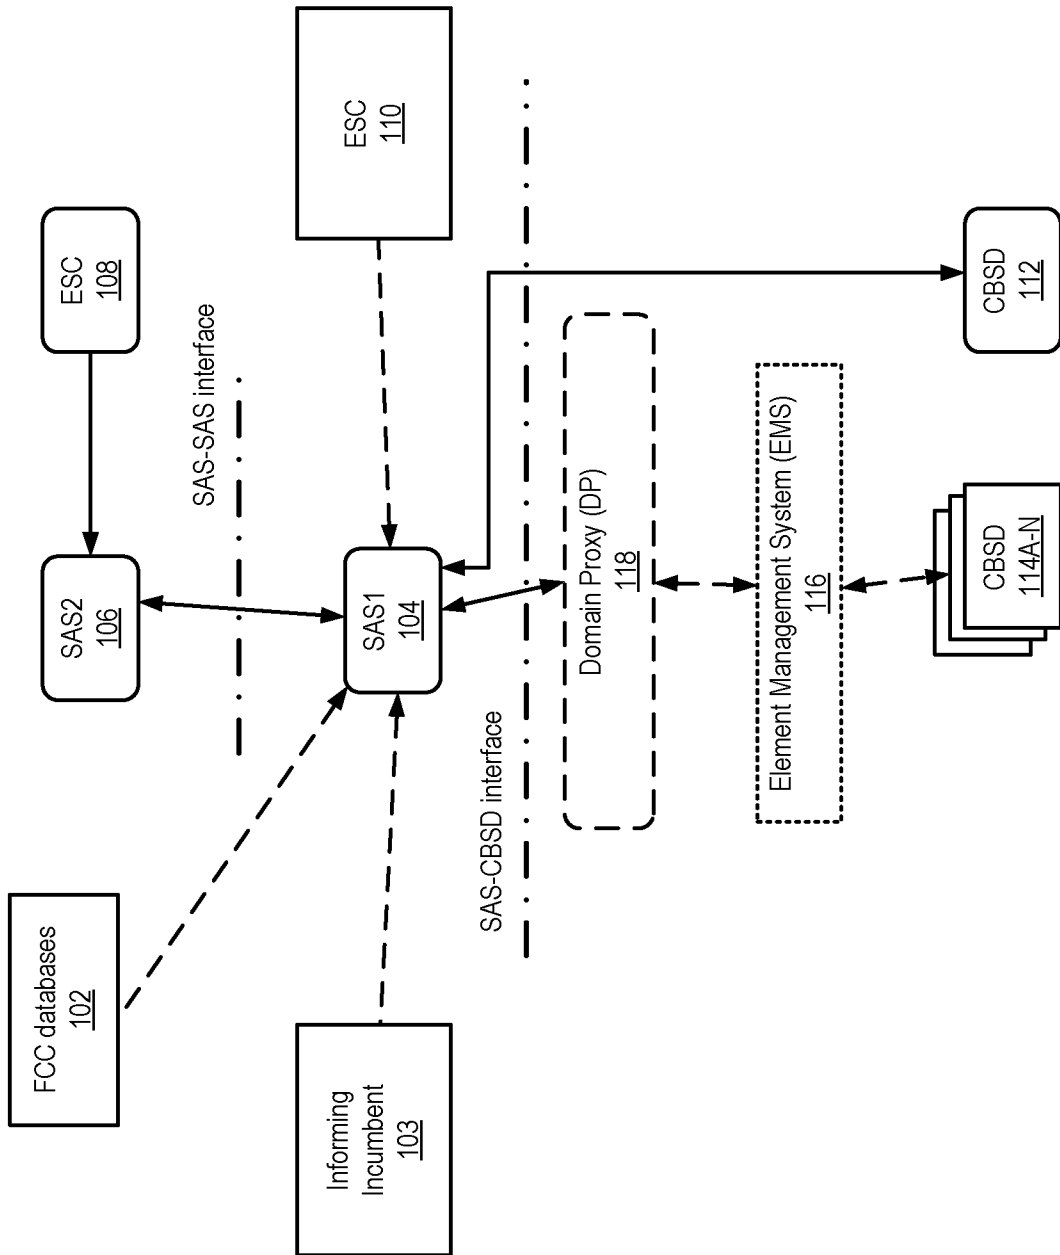 FCC databases
102
SAS2
106
ESC
108
SAS-SAS interface
Informing
Incumbent
103
SAS1
104
ESC
110
SAS-CBSD interface
Domain Proxy (DP)
118
Element Management System (EMS)
116
CBSD
114A-N
CBSD
112